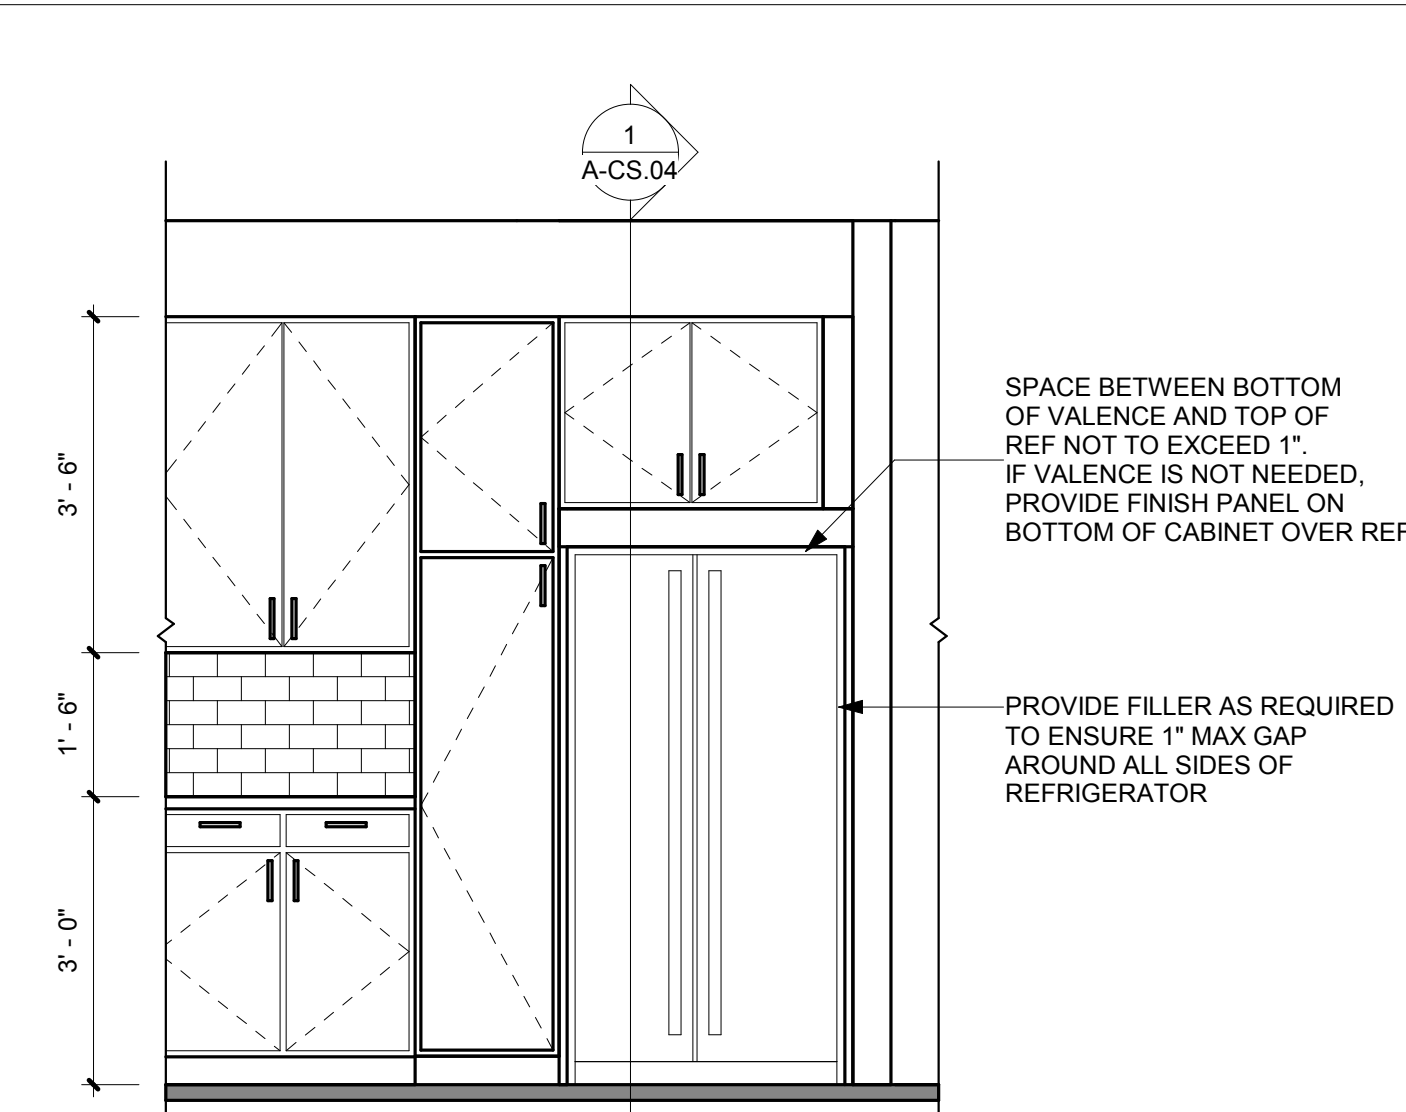 1
A-CS.04
3' - 6"
1' - 6"
3' - 0"
SPACE BETWEEN BOTTOM
OF VALENCE AND TOP OF
REF NOT TO EXCEED 1".
IF VALENCE IS NOT NEEDED,
PROVIDE FINISH PANEL ON
BOTTOM OF CABINET OVER REF
PROVIDE FILLER AS REQUIRED
TO ENSURE 1" MAX GAP
AROUND ALL SIDES OF
REFRIGERATOR